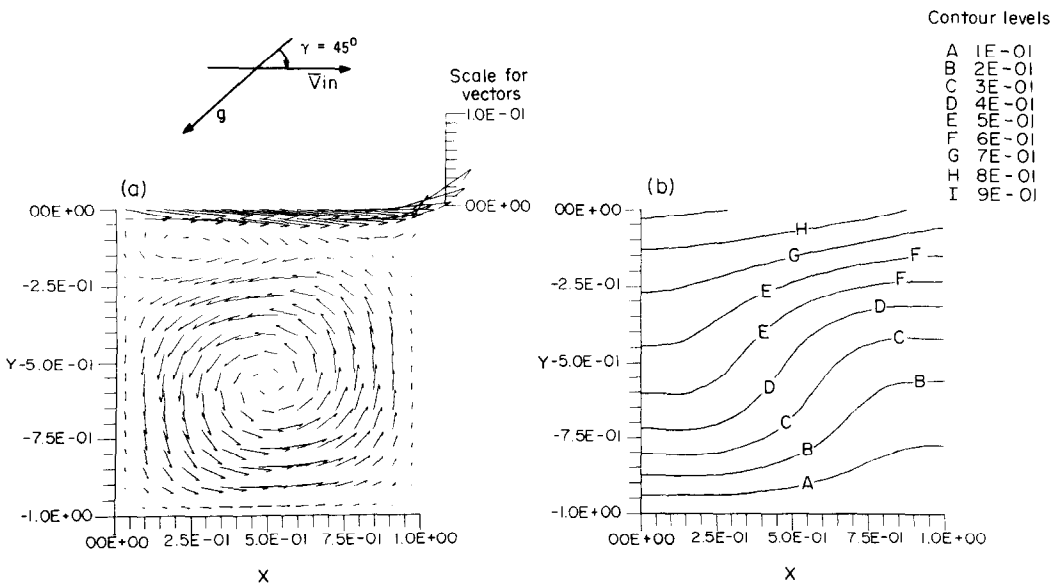 Contour levels
A 1E-01
B 2E-01
C 3E-01
D 4E-01
E 5E-01
F 6E-01
G 7E-01
H 8E-01
I 9E-01
γ = 45°
V̅in
g
Scale for
vectors
1.0E-01
00E+00
(a)
00E+00
-2.5E-01
Y-5.0E-01
-7.5E-01
-1.0E+00
00E+00 2.5E-01 5.0E-01 7.5E-01 1.0E+00
X
(b)
00E+00
-2.5E-01
Y-5.0E-01
-7.5E-01
-1.0E+00
H
G
F
E
F
E
D
D
C
C
B
B
A
00E+00 2.5E-01 5.0E-01 7.5E-01 1.0E+00
X